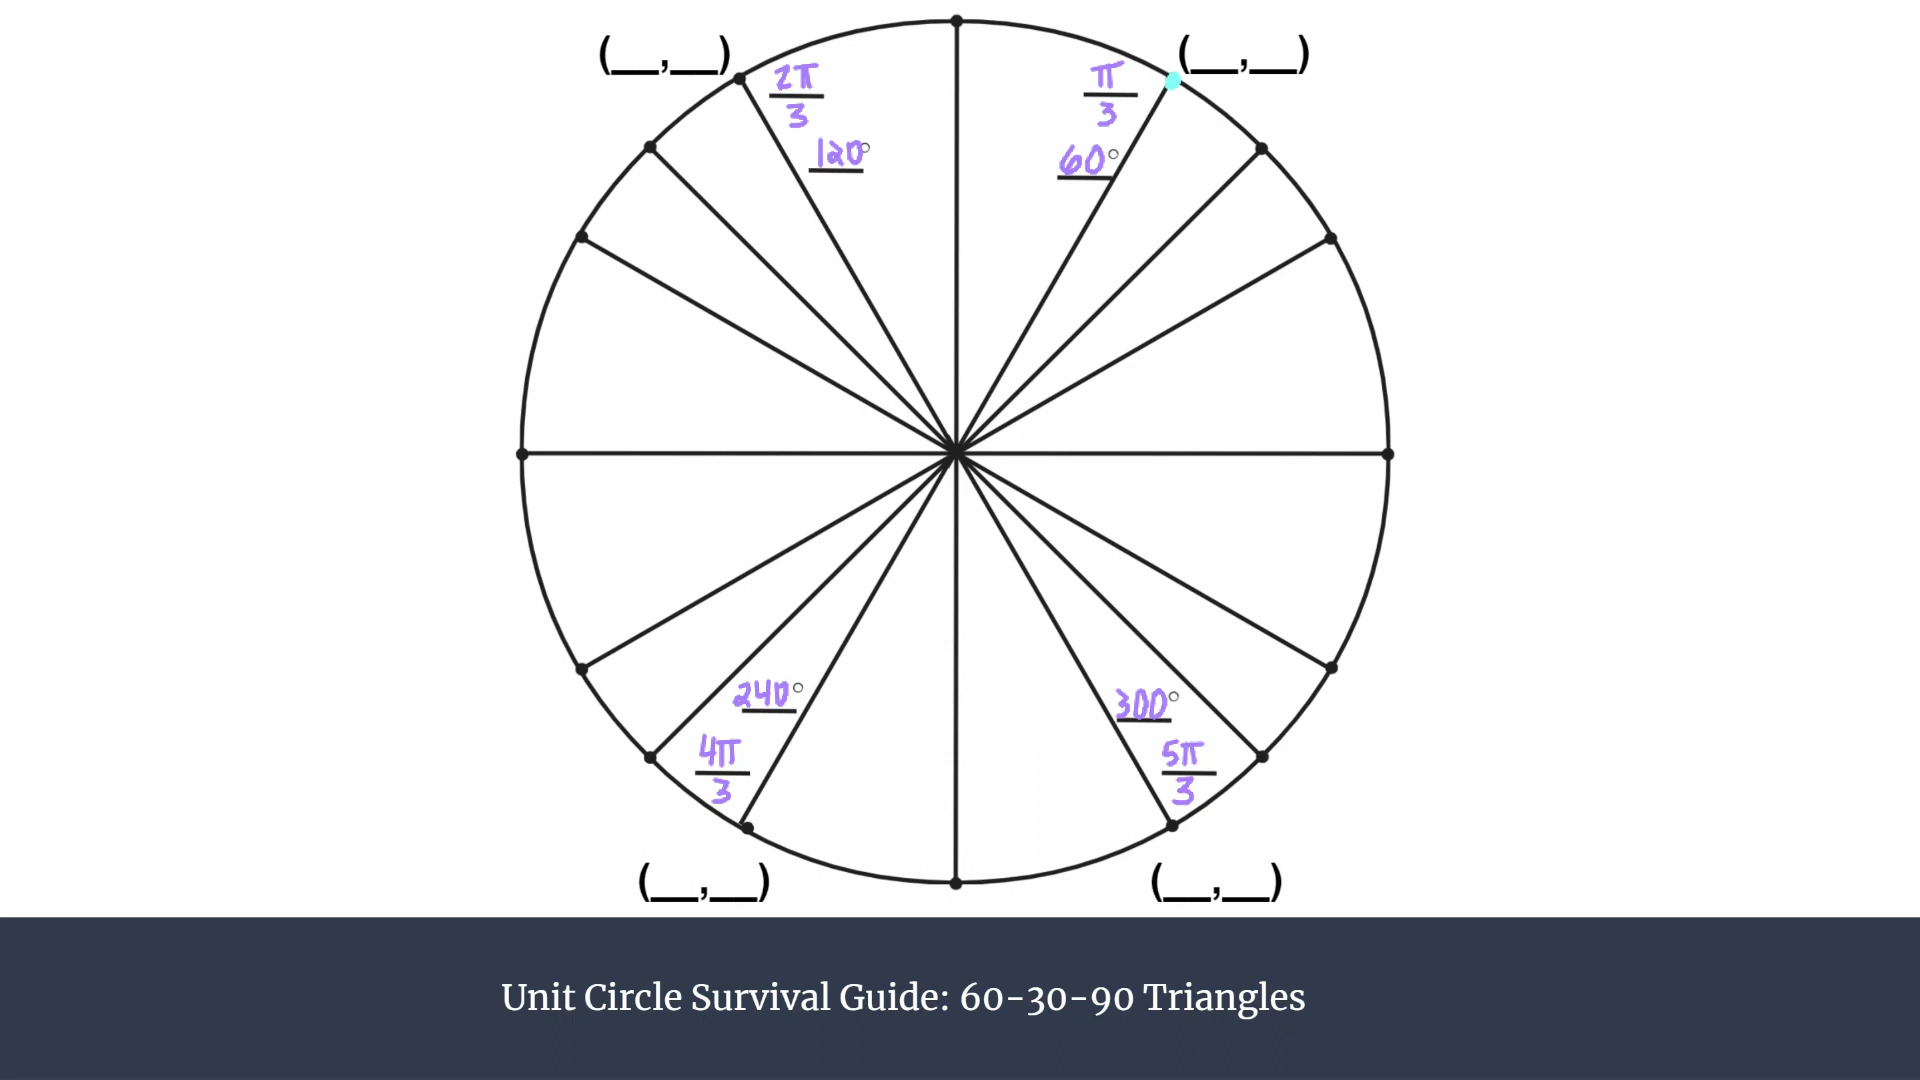 (__,__)
(__,__)
2π
3
π
3
120°
60°
240°
300°
4π
3
5π
3
(__,__)
(__,__)
Unit Circle Survival Guide: 60-30-90 Triangles